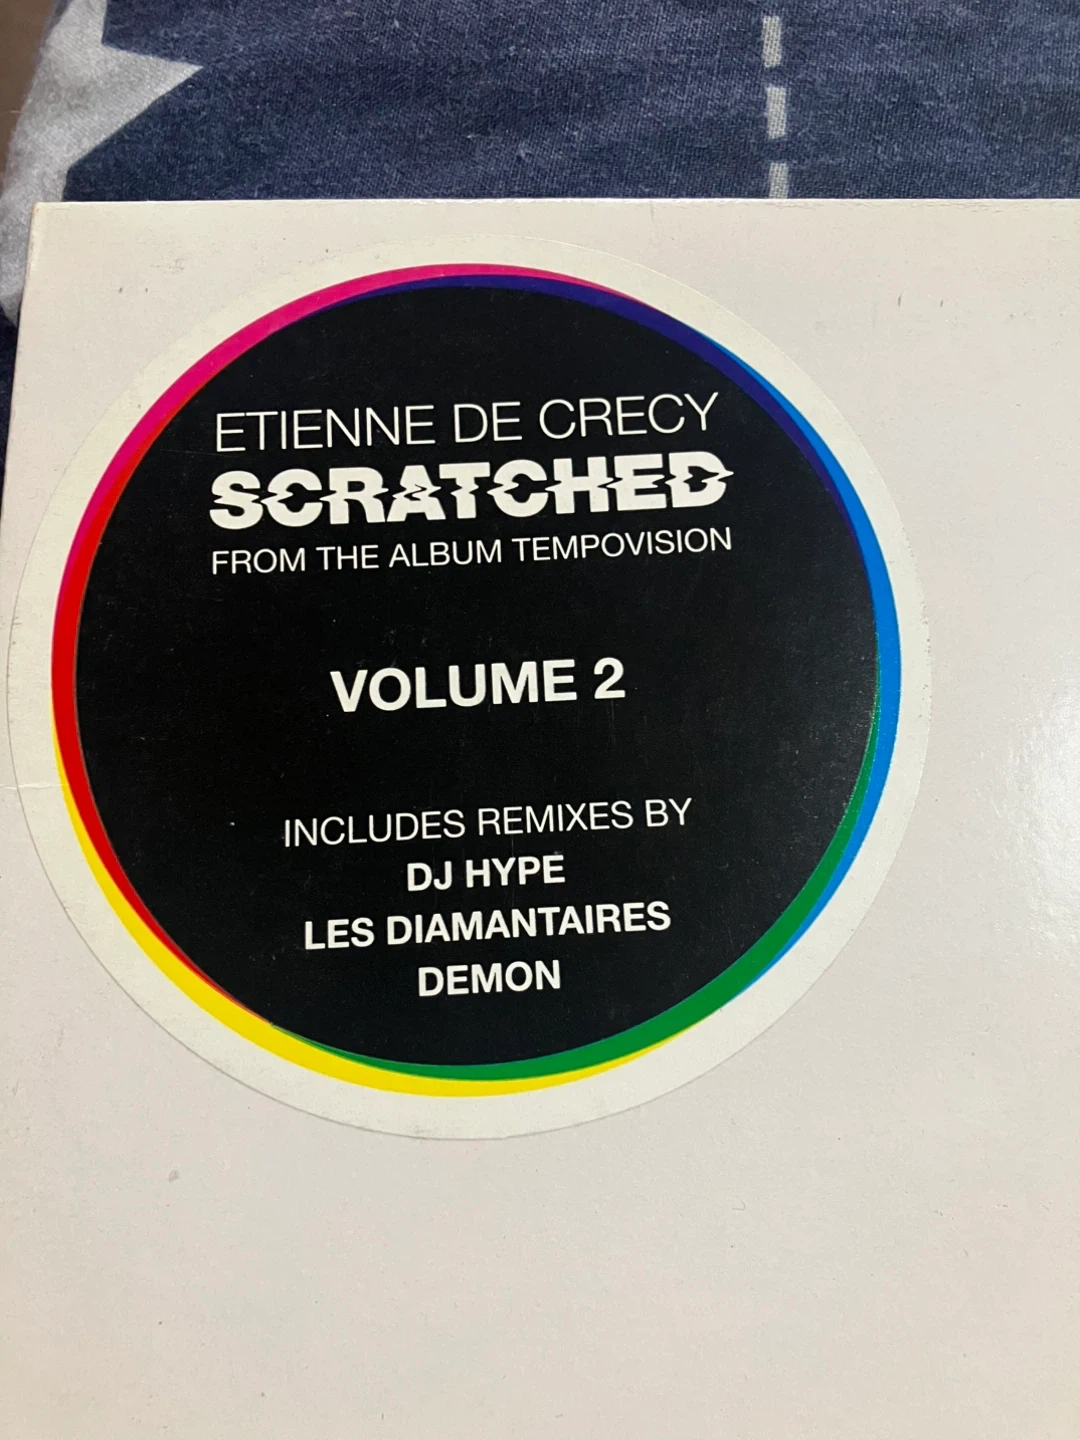 ETIENNE DE CRECY
SCRATCHED
FROM THE ALBUM TEMPOVISION
VOLUME 2
INCLUDES REMIXES BY
DJ HYPE
LES DIAMANTAIRES
DEMON